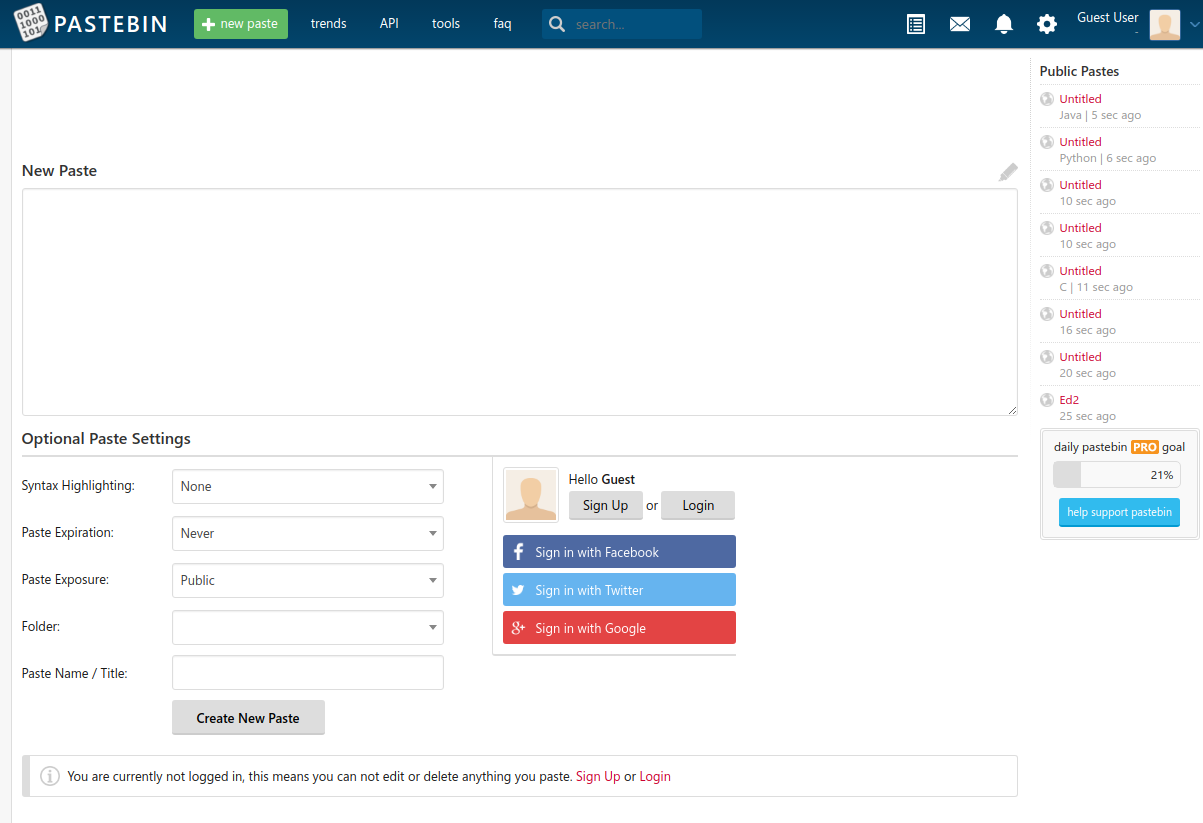 0011
1000
101
PASTEBIN
new paste
trends
API
tools
faq
search...
Guest User
-
New Paste
Optional Paste Settings
Syntax Highlighting:
None
Paste Expiration:
Never
Paste Exposure:
Public
Folder:
Paste Name / Title:
Create New Paste
Hello Guest
Sign Up or Login
Sign in with Facebook
Sign in with Twitter
Sign in with Google
You are currently not logged in, this means you can not edit or delete anything you paste. Sign Up or Login
Public Pastes
Untitled
Java | 5 sec ago
Untitled
Python | 6 sec ago
Untitled
10 sec ago
Untitled
10 sec ago
Untitled
C | 11 sec ago
Untitled
16 sec ago
Untitled
20 sec ago
Ed2
25 sec ago
daily pastebin PRO goal
21%
help support pastebin